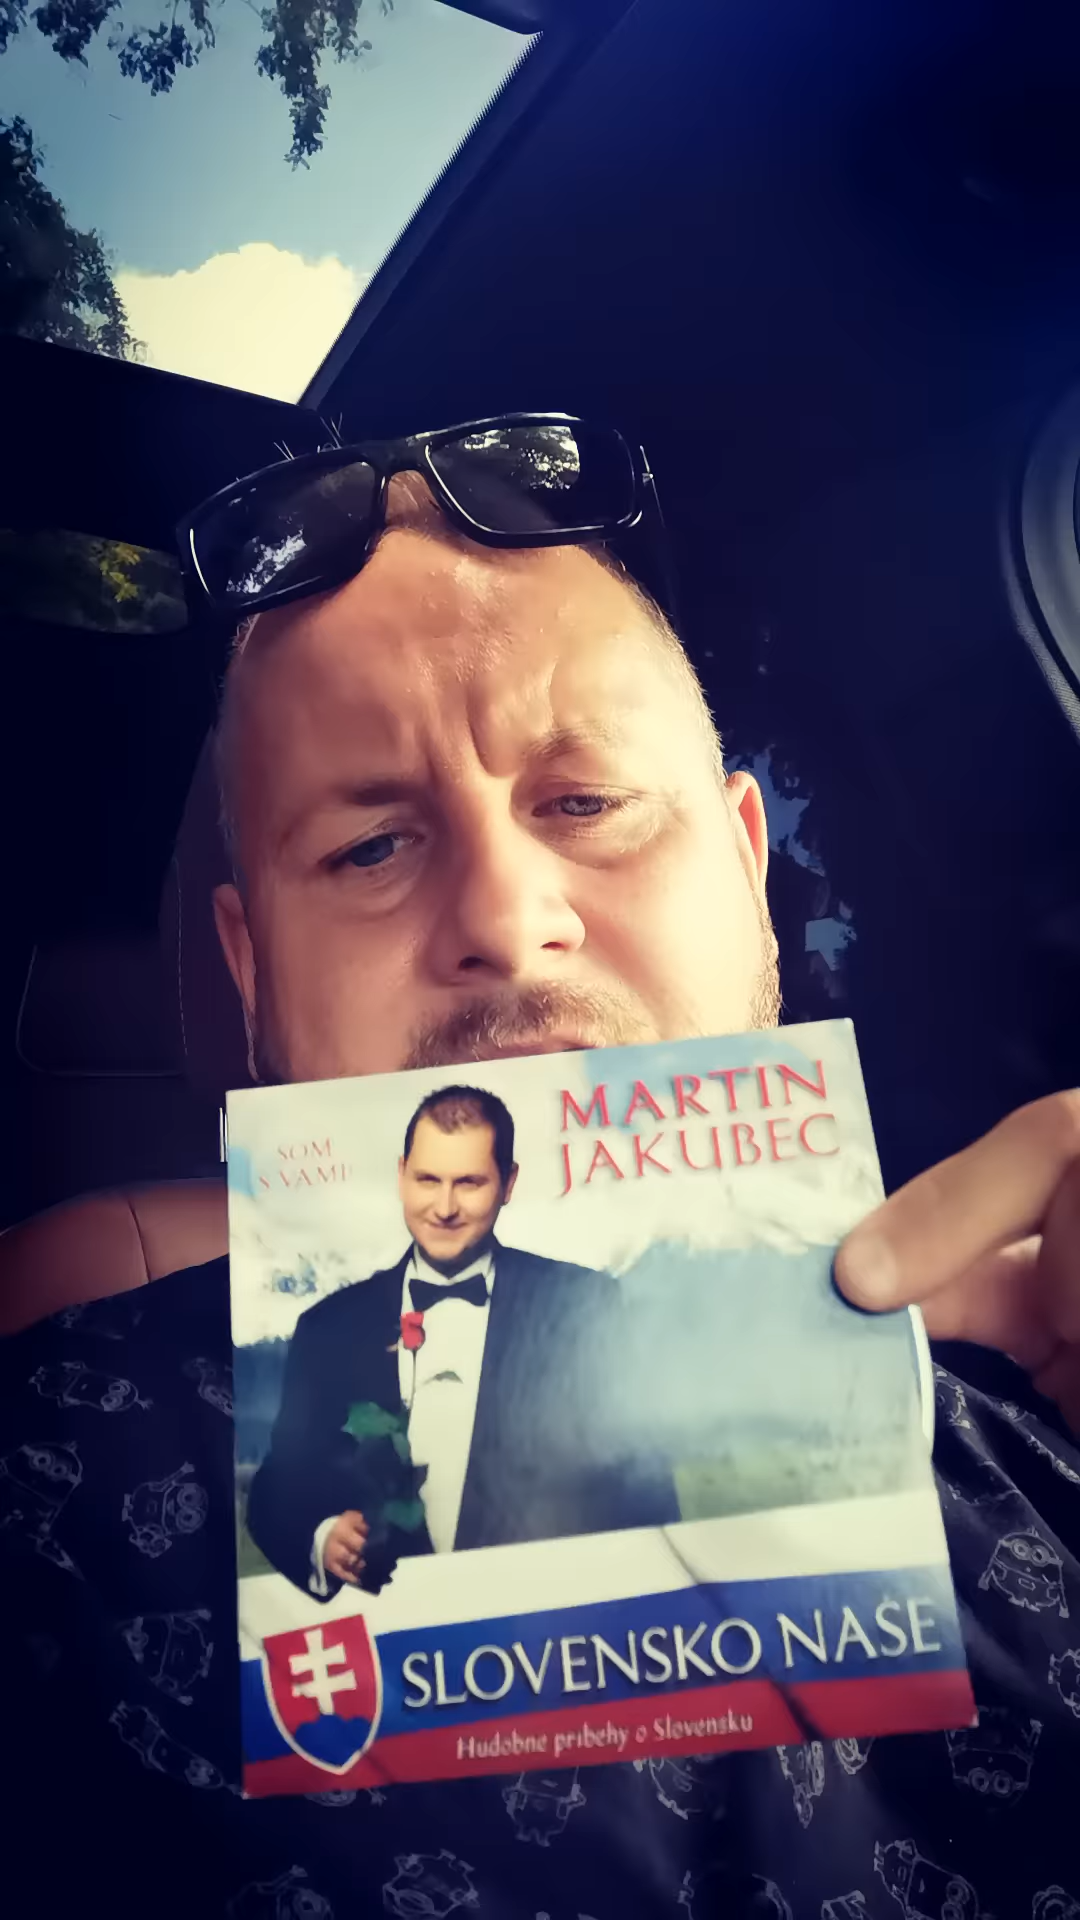 SOM
S VAMI
MARTIN
JAKUBEC
SLOVENSKO NAŠE
Hudobné príbehy o Slovensku